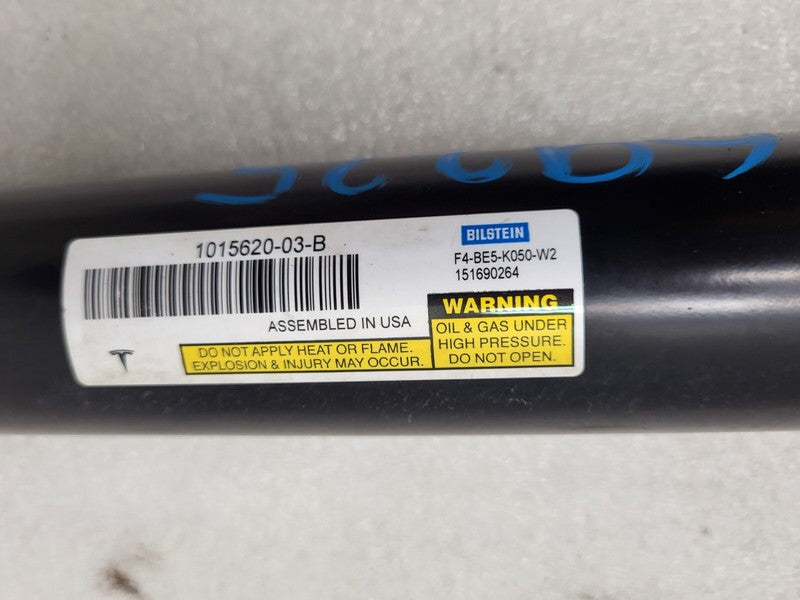 1015620-03-B
BILSTEIN
F4-BE5-K050-W2
151690264
ASSEMBLED IN USA
WARNING
OIL & GAS UNDER
HIGH PRESSURE.
DO NOT OPEN.
DO NOT APPLY HEAT OR FLAME.
EXPLOSION & INJURY MAY OCCUR.